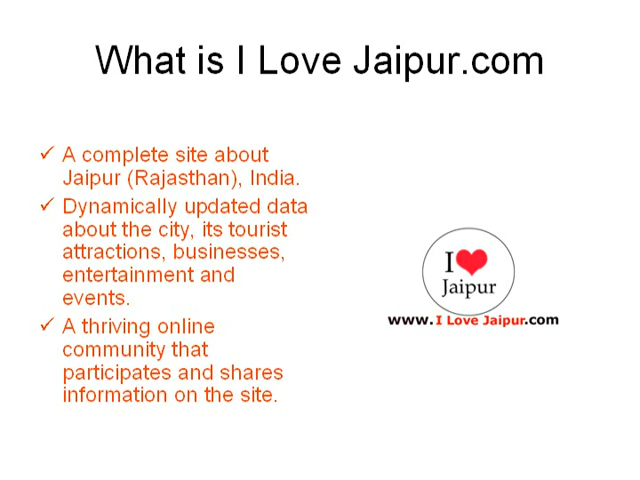 What is I Love Jaipur.com
A complete site about
Jaipur (Rajasthan), India.
Dynamically updated data
about the city, its tourist
attractions, businesses,
entertainment and
events.
A thriving online
community that
participates and shares
information on the site.
I
Jaipur
www.I Love Jaipur.com